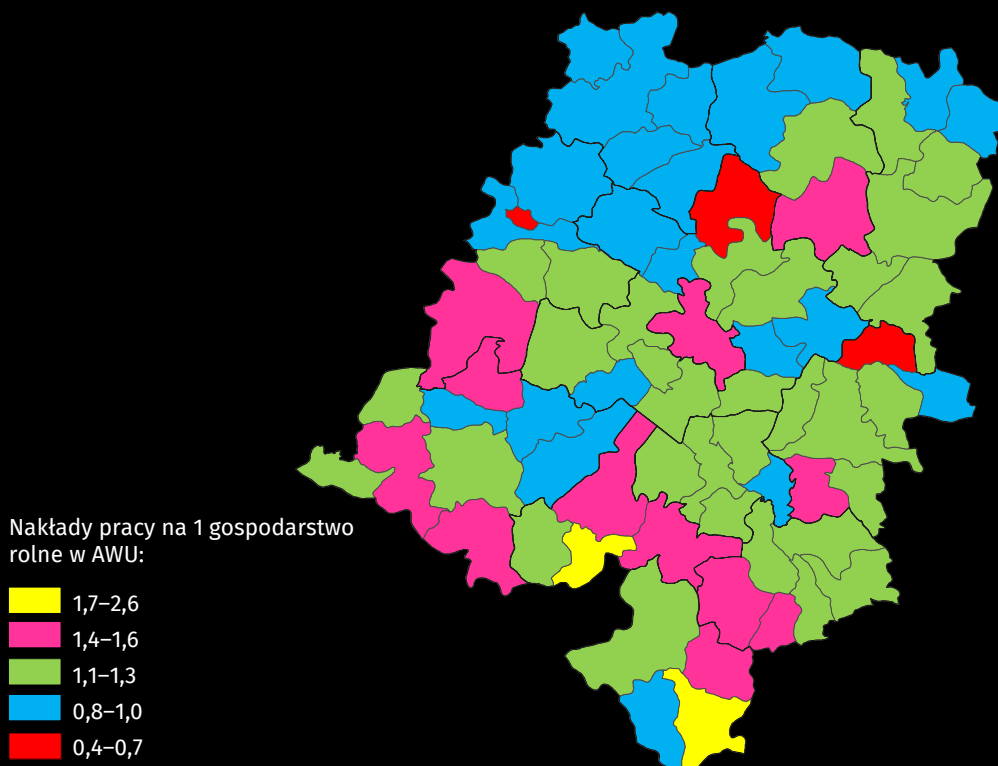 Nakłady pracy na 1 gospodarstwo
rolne w AWU:
1,7–2,6
1,4–1,6
1,1–1,3
0,8–1,0
0,4–0,7